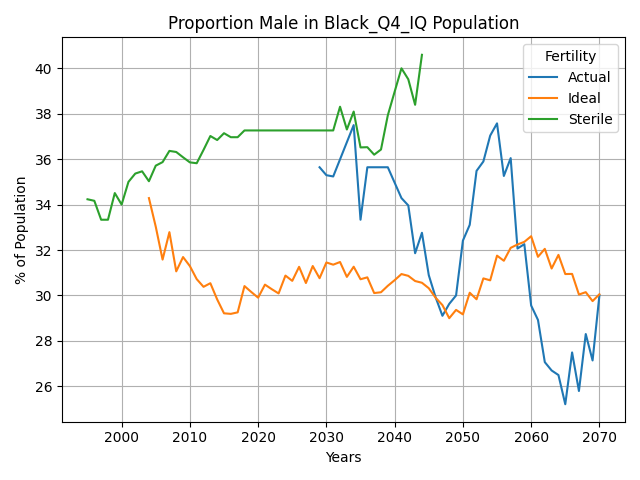 Proportion Male in Black_Q4_IQ Population
Fertility
Actual
Ideal
Sterile
% of Population
40
38
36
34
32
30
28
26
2000 2010 2020 2030 2040 2050 2060 2070
Years